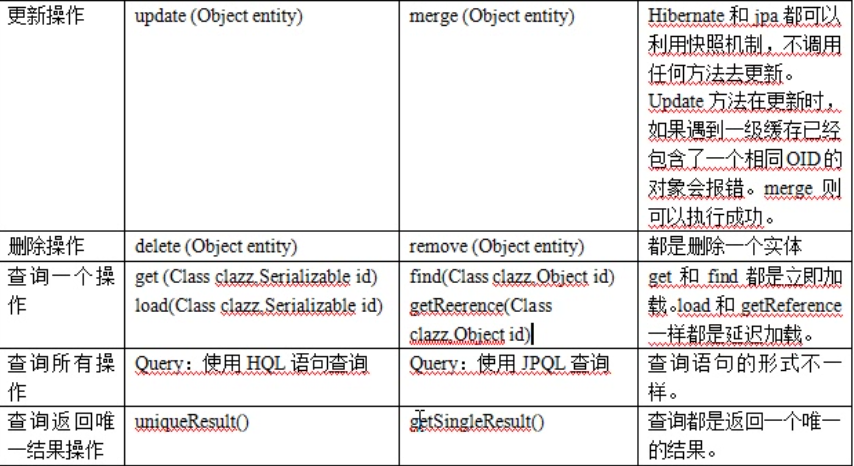 更新操作
update (Object entity)
merge (Object entity)
Hibernate 和 jpa 都可以
利用快照机制，不调用
任何方法去更新。
Update 方法在更新时，
如果遇到一级缓存已经
包含了一个相同 OID 的
对象会报错。merge 则
可以执行成功。
删除操作
delete (Object entity)
remove (Object entity)
都是删除一个实体
查询一个操
作
get (Class clazz,Serializable id)
load(Class clazz,Serializable id)
find(Class clazz,Object id)
getReerence(Class
clazz,Object id)
get 和 find 都是立即加
载。load 和 getReference
一样都是延迟加载。
查询所有操
作
Query：使用 HQL 语句查询
Query：使用 JPQL 查询
查询语句的形式不一
样。
查询返回唯
一结果操作
uniqueResult()
getSingleResult()
查询都是返回一个唯一
的结果。